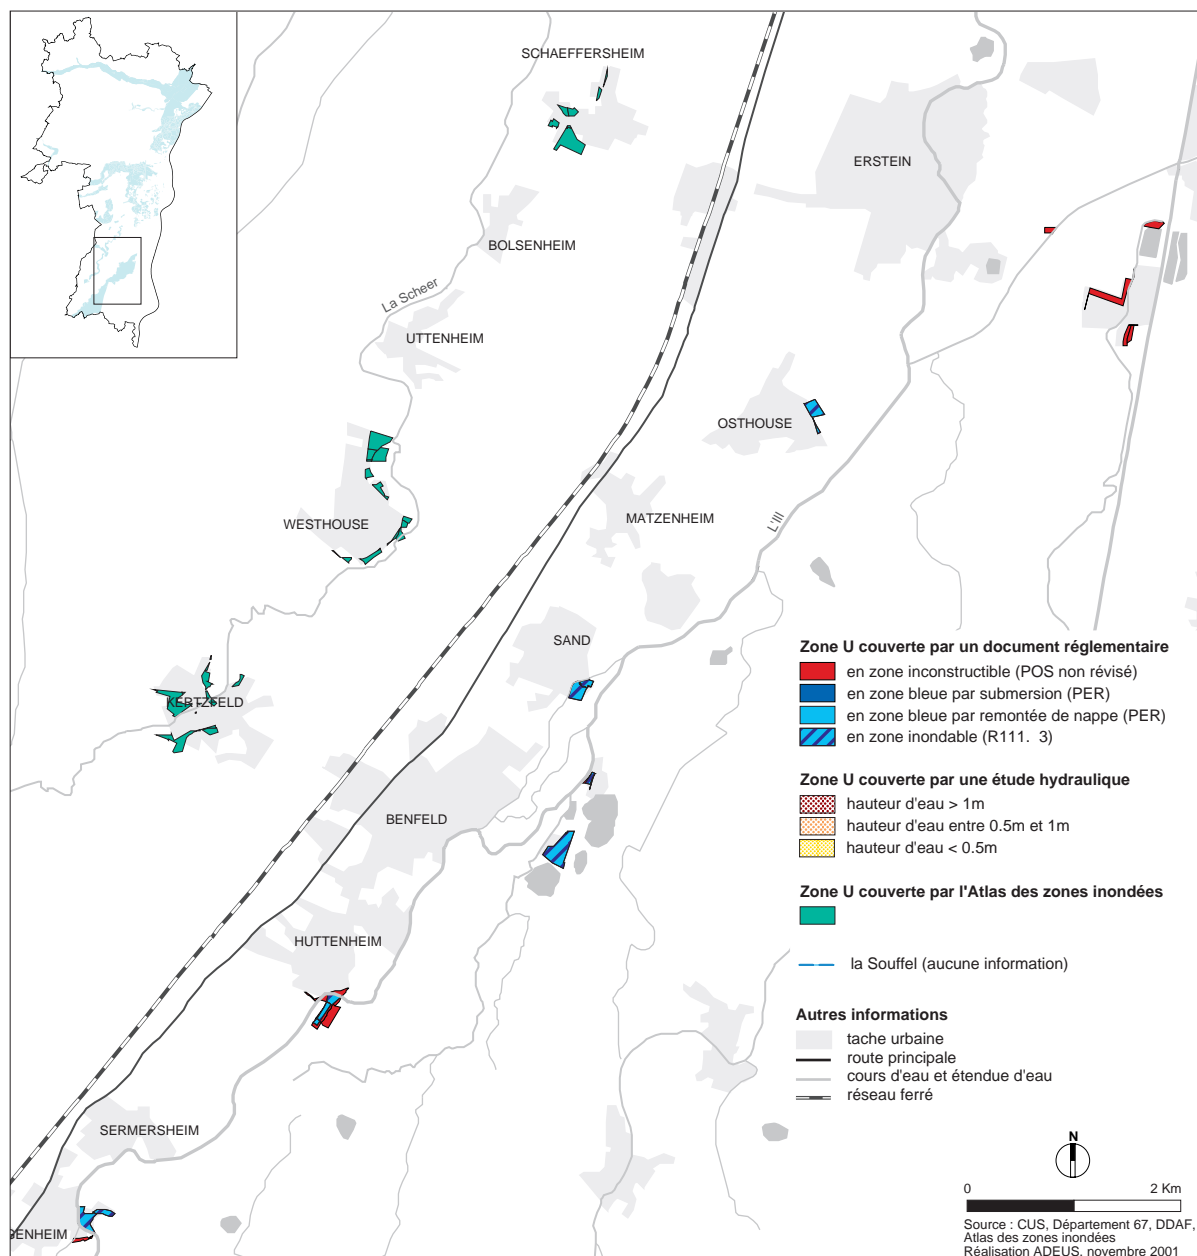 SCHAEFFERSHEIM
ERSTEIN
BOLSENHEIM
La Scheer
UTTENHEIM
OSTHOUSE
WESTHOUSE
MATZENHEIM
L'Ill
SAND
KERTZFELD
BENFELD
HUTTENHEIM
SERMERSHEIM
GENHEIM
Zone U couverte par un document réglementaire
en zone inconstructible (POS non révisé)
en zone bleue par submersion (PER)
en zone bleue par remontée de nappe (PER)
en zone inondable (R111. 3)
Zone U couverte par une étude hydraulique
hauteur d'eau > 1m
hauteur d'eau entre 0.5m et 1m
hauteur d'eau < 0.5m
Zone U couverte par l'Atlas des zones inondées
la Souffel (aucune information)
Autres informations
tache urbaine
route principale
cours d'eau et étendue d'eau
réseau ferré
N
0 2 Km
Source : CUS, Département 67, DDAF,
Atlas des zones inondées
Réalisation ADEUS, novembre 2001